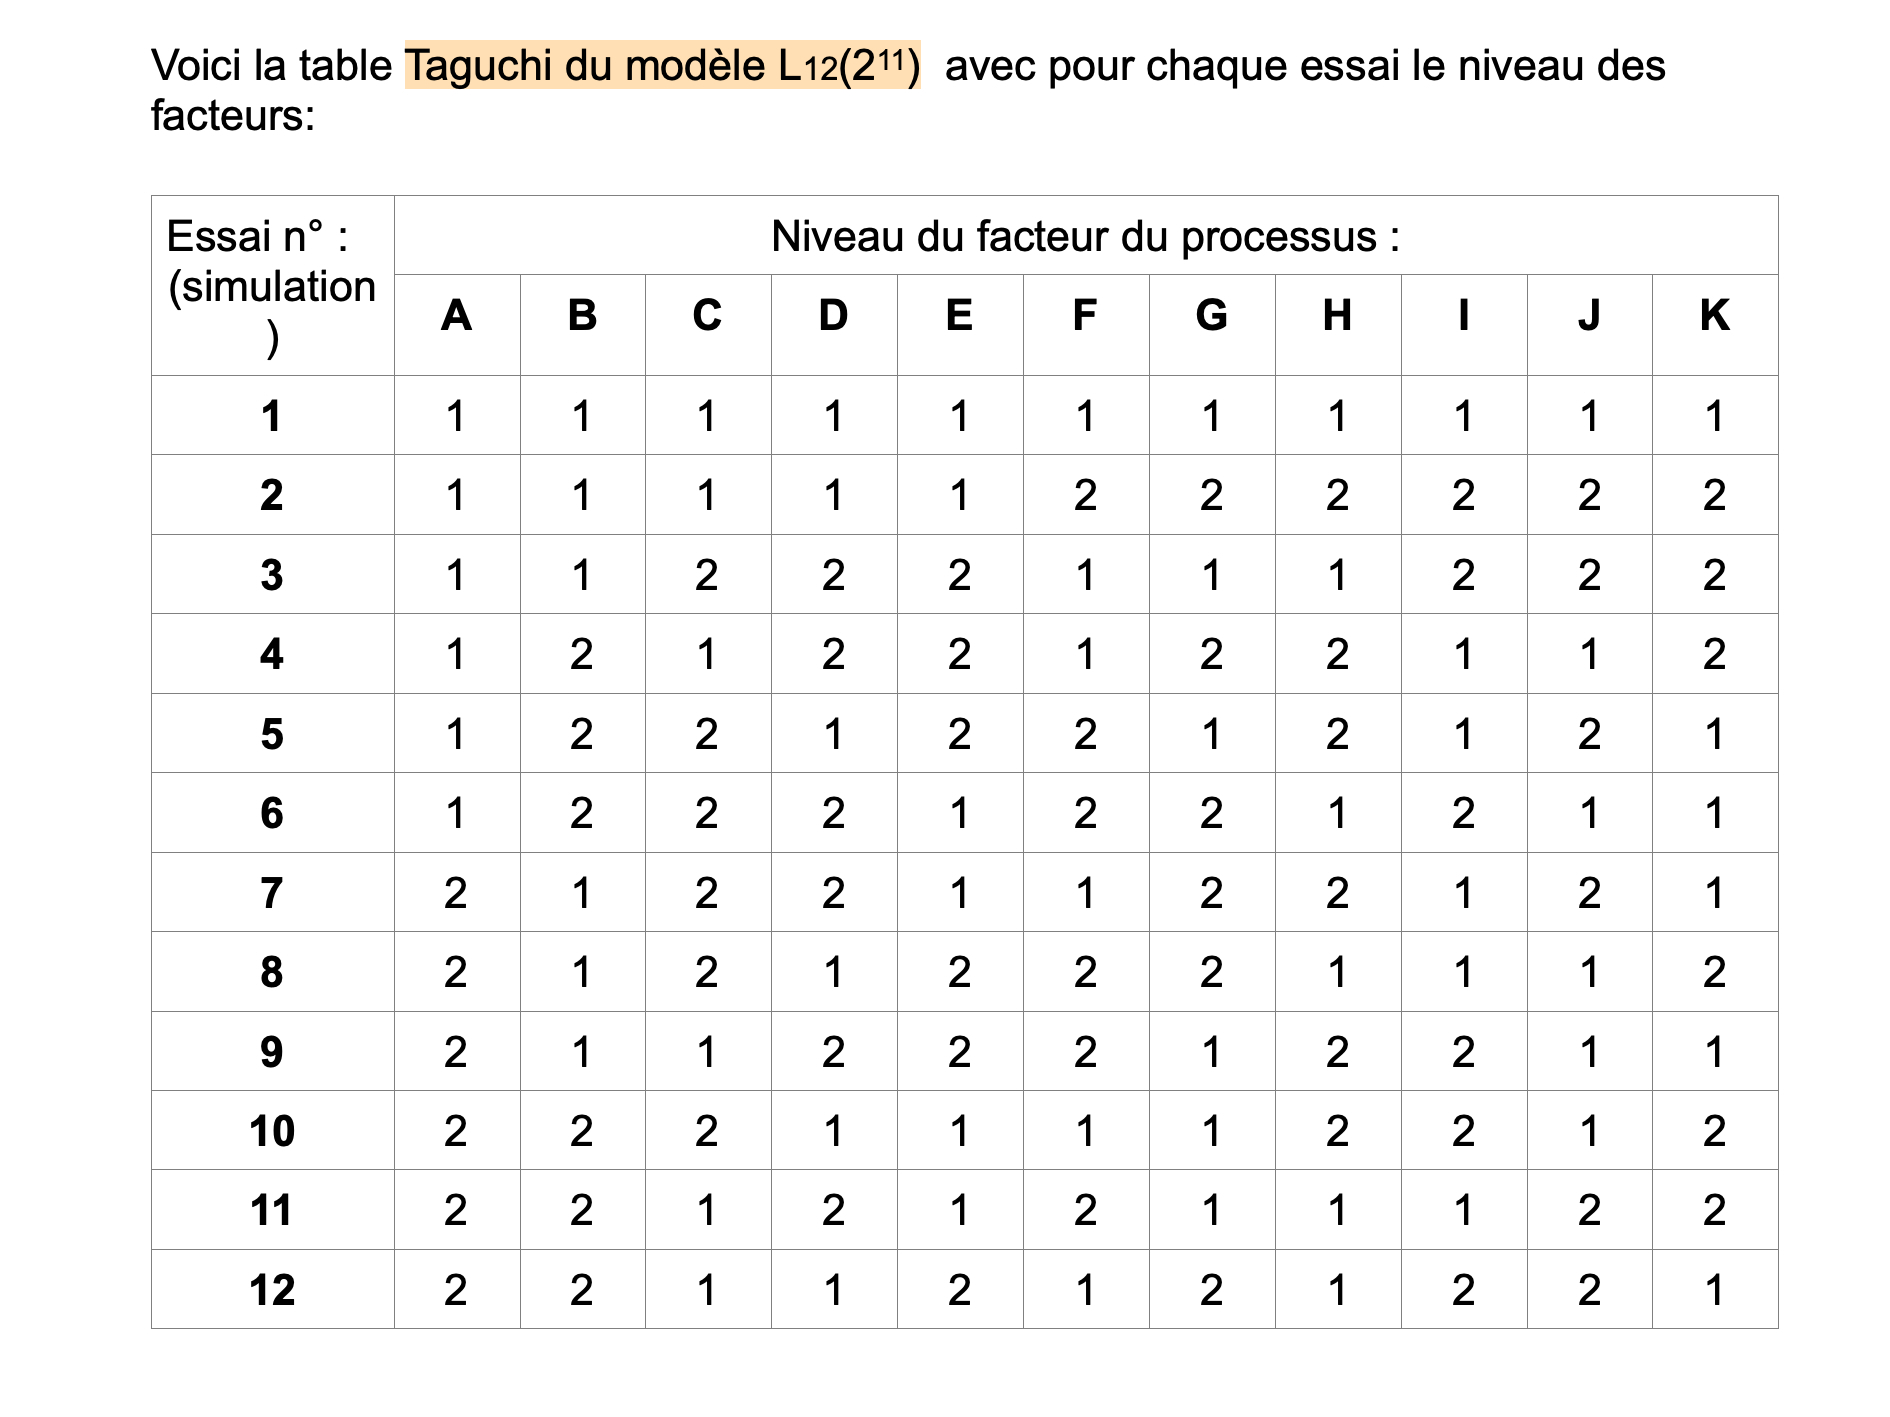 Voici la table Taguchi du modèle L12(2¹¹) avec pour chaque essai le niveau des
facteurs:
Essai n° :
(simulation
)
Niveau du facteur du processus :
A B C D E F G H I J K
1 1 1 1 1 1 1 1 1 1 1 1
2 1 1 1 1 1 2 2 2 2 2 2
3 1 1 2 2 2 1 1 1 2 2 2
4 1 2 1 2 2 1 2 2 1 1 2
5 1 2 2 1 2 2 1 2 1 2 1
6 1 2 2 2 1 2 2 1 2 1 1
7 2 1 2 2 1 1 2 2 1 2 1
8 2 1 2 1 2 2 2 1 1 1 2
9 2 1 1 2 2 2 1 2 2 1 1
10 2 2 2 1 1 1 1 2 2 1 2
11 2 2 1 2 1 2 1 1 1 2 2
12 2 2 1 1 2 1 2 1 2 2 1